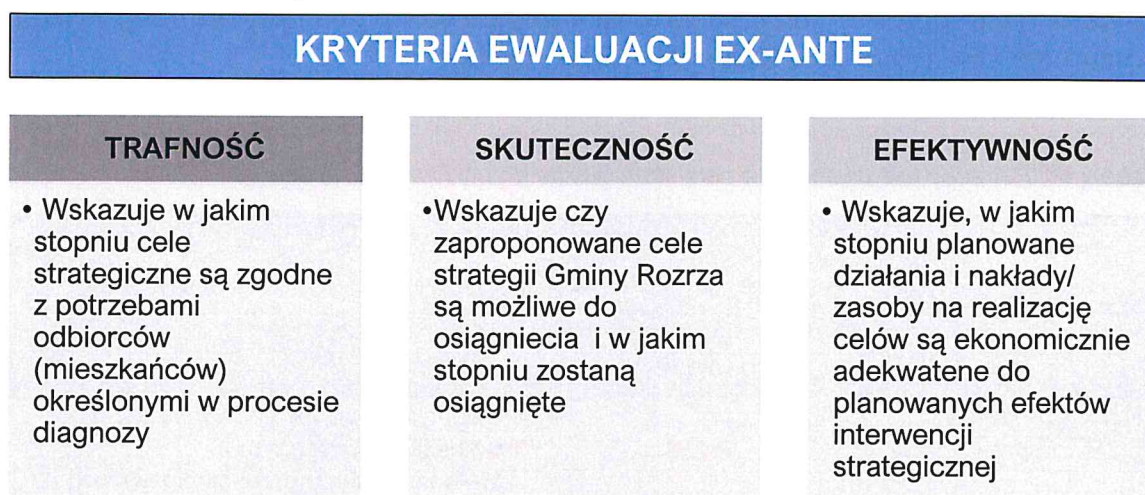 KRYTERIA EWALUACJI EX-ANTE
TRAFNOŚĆ
• Wskazuje w jakim
stopniu cele
strategiczne są zgodne
z potrzebami
odbiorców
(mieszkańców)
określonymi w procesie
diagnozy
SKUTECZNOŚĆ
•Wskazuje czy
zaproponowane cele
strategii Gminy Rozrza
są możliwe do
osiągniecia i w jakim
stopniu zostaną
osiągnięte
EFEKTYWNOŚĆ
• Wskazuje, w jakim
stopniu planowane
działania i nakłady/
zasoby na realizację
celów są ekonomicznie
adekwatene do
planowanych efektów
interwencji
strategicznej